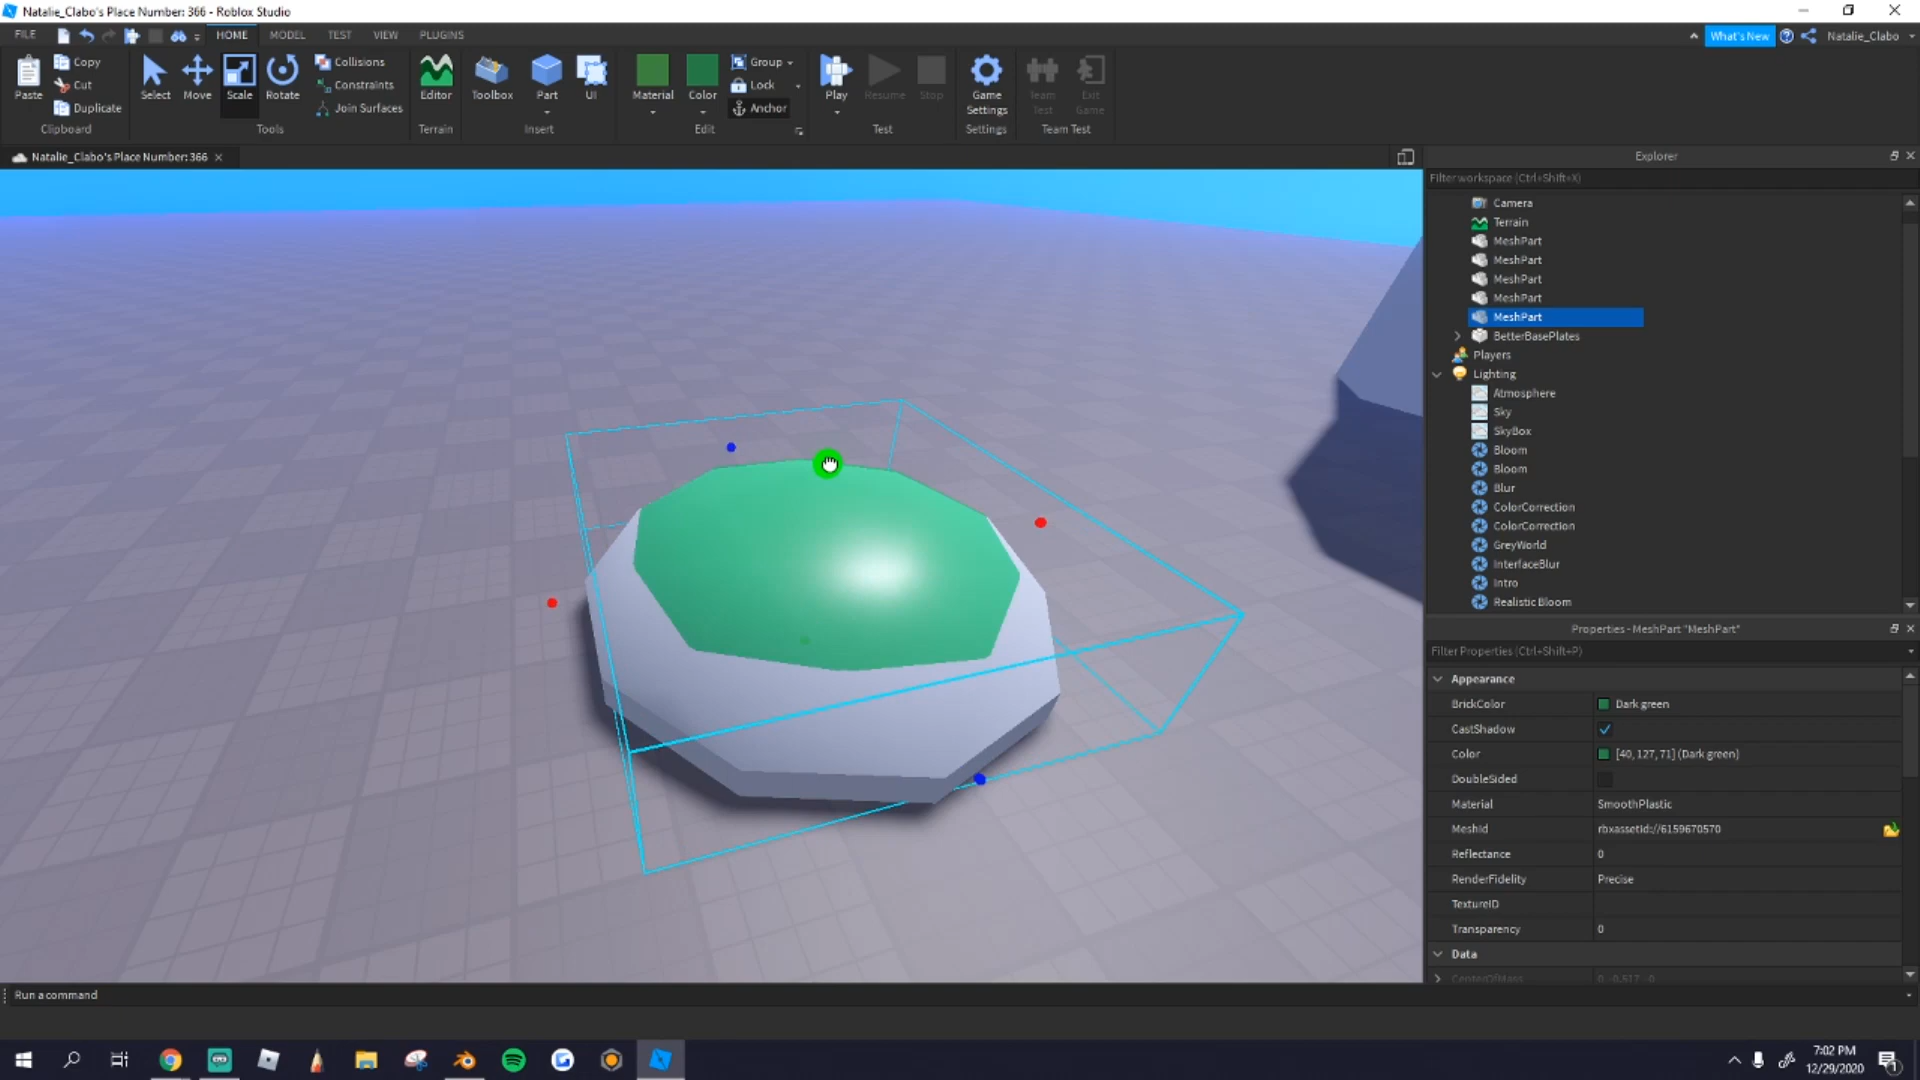 Natalie_Clabo's Place Number: 366 - Roblox Studio
FILE HOME MODEL TEST VIEW PLUGINS What's New Natalie_Clabo
Paste Copy Cut Duplicate Clipboard
Select Move Scale Rotate Collisions Constraints Join Surfaces Tools
Editor Terrain
Toolbox Part UI Insert
Material Color Group Lock Anchor Edit
Play Resume Stop Test
Game Settings Settings
Team Test Exit Game Team Test
Natalie_Clabo's Place Number: 366
Explorer
Filter workspace (Ctrl+Shift+X)
Camera
Terrain
MeshPart
MeshPart
MeshPart
MeshPart
MeshPart
BetterBasePlates
Players
Lighting
Atmosphere
Sky
SkyBox
Bloom
Bloom
Blur
ColorCorrection
ColorCorrection
GreyWorld
InterfaceBlur
Intro
Realistic Bloom
Properties - MeshPart "MeshPart"
Filter Properties (Ctrl+Shift+P)
Appearance
BrickColor Dark green
CastShadow
Color [40, 127, 71] (Dark green)
DoubleSided
Material SmoothPlastic
MeshId rbxassetid://6159670570
Reflectance 0
RenderFidelity Precise
TextureID
Transparency 0
Data
CenterOfMass
Run a command
7:02 PM
12/29/2020